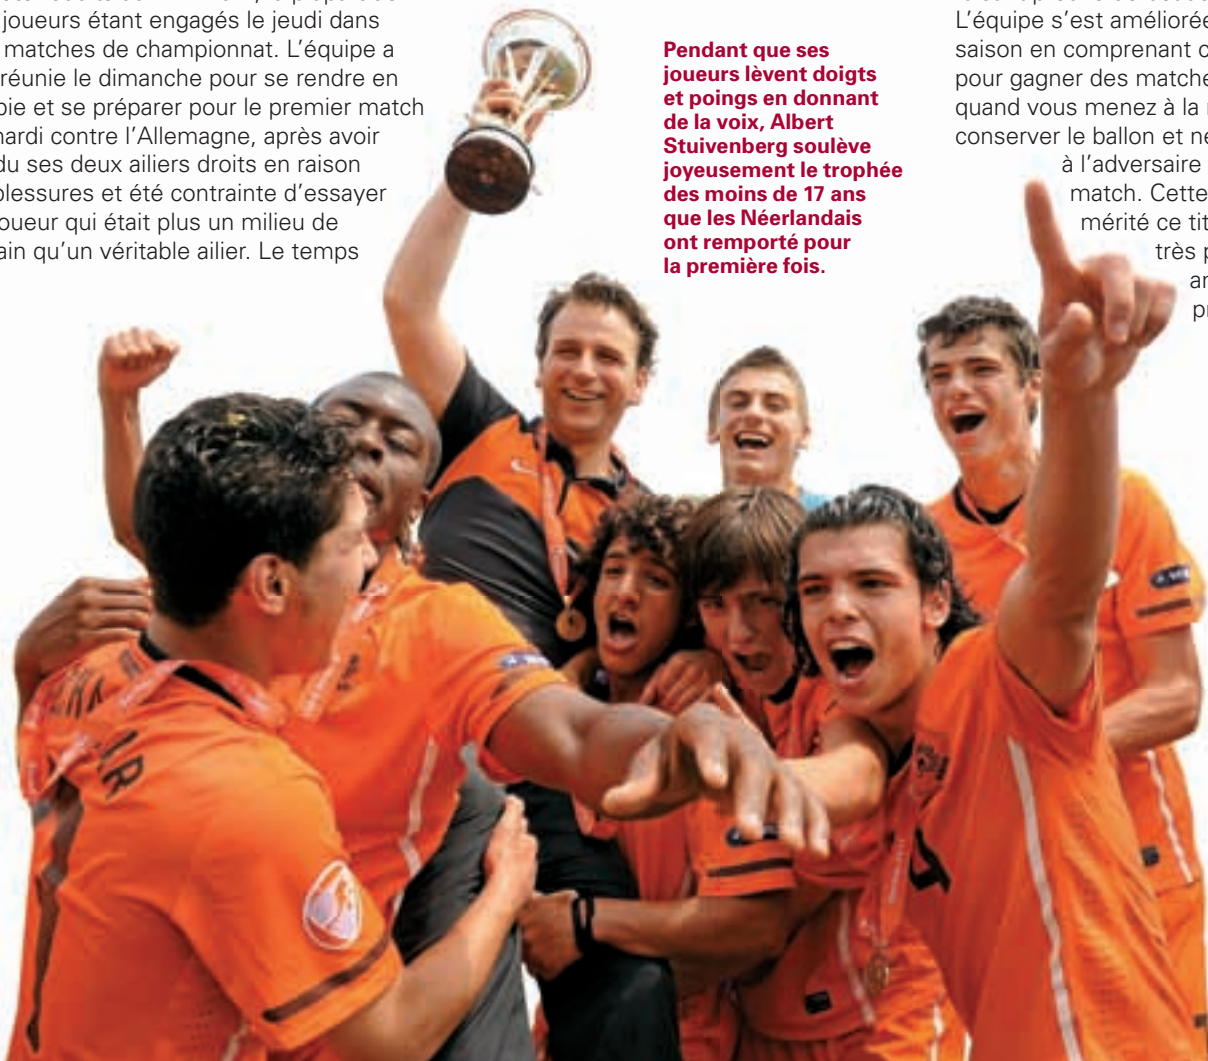 joueurs étant engagés le jeudi dans
matches de championnat. L’équipe a
réunie le dimanche pour se rendre en
et se préparer pour le premier match
contre l’Allemagne, après avoir
ses deux ailiers droits en raison
blessures et été contrainte d’essayer
joueur qui était plus un milieu de
qu’un véritable ailier. Le temps
Pendant que ses
joueurs lèvent doigts
et poings en donnant
de la voix, Albert
Stuivenberg soulève
joyeusement le trophée
des moins de 17 ans
que les Néerlandais
ont remporté pour
la première fois.
L’équipe s’est améliorée
saison en comprenant
pour gagner des matche
quand vous menez à la
conserver le ballon et
à l’adversaire
match. Cette
mérité ce
très
4